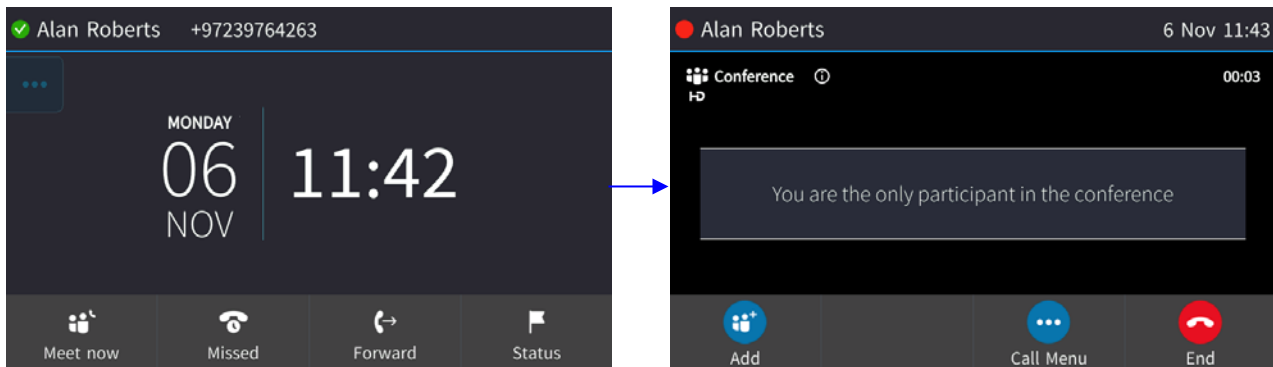 Alan Roberts +97239764263
MONDAY
06
NOV
11:42
Meet now Missed Forward Status
Alan Roberts 6 Nov 11:43
Conference 00:03
HD
You are the only participant in the conference
Add Call Menu End